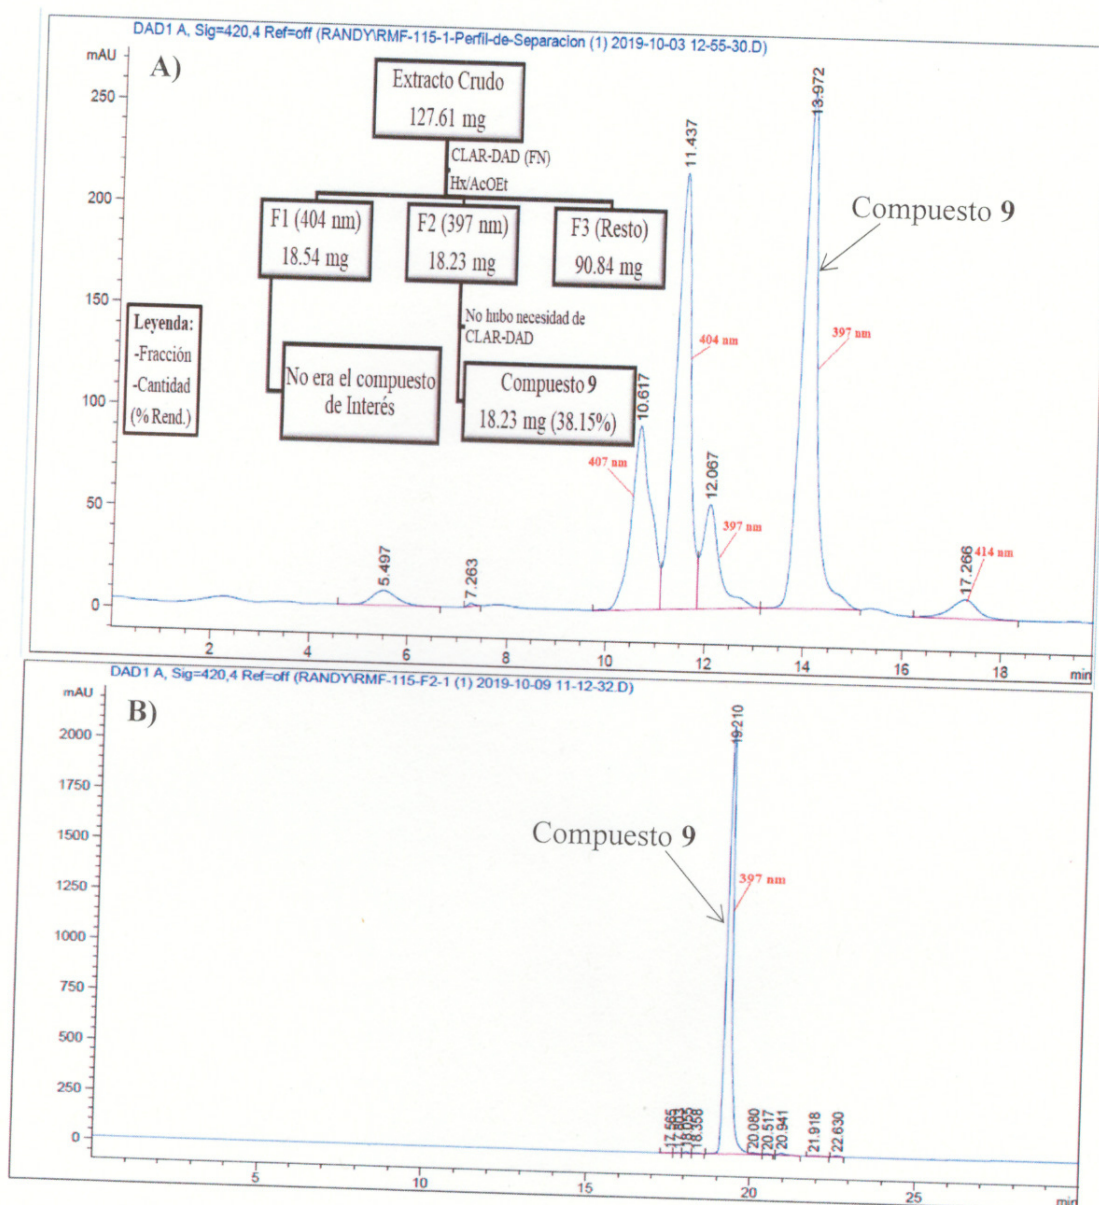 DAD1 A, Sig=420,4 Ref=off (RANDY\RMF-115-1-Perfil-de-Separacion (1) 2019-10-03 12-55-30.D)
mAU
A)
250
200
150
100
50
0
Extracto Crudo
127.61 mg
CLAR-DAD (FN)
Hx/AcOEt
F1 (404 nm)
18.54 mg
F2 (397 nm)
18.23 mg
F3 (Resto)
90.84 mg
No hubo necesidad de
CLAR-DAD
Leyenda:
-Fracción
-Cantidad
(% Rend.)
No era el compuesto
de Interés
Compuesto 9
18.23 mg (38.15%)
5.497
7.263
10.617
407 nm
11.437
404 nm
12.067
397 nm
13.972
Compuesto 9
397 nm
17.266
414 nm
2
4
6
8
10
12
14
16
18
min
DAD1 A, Sig=420,4 Ref=off (RANDY\RMF-115-F2-1 (1) 2019-10-09 11-12-32.D)
mAU
B)
2000
1750
1500
1250
1000
750
500
250
0
19.210
Compuesto 9
397 nm
17.565
18.358
20.080
20.517
20.941
21.918
22.630
5
10
15
20
25
min